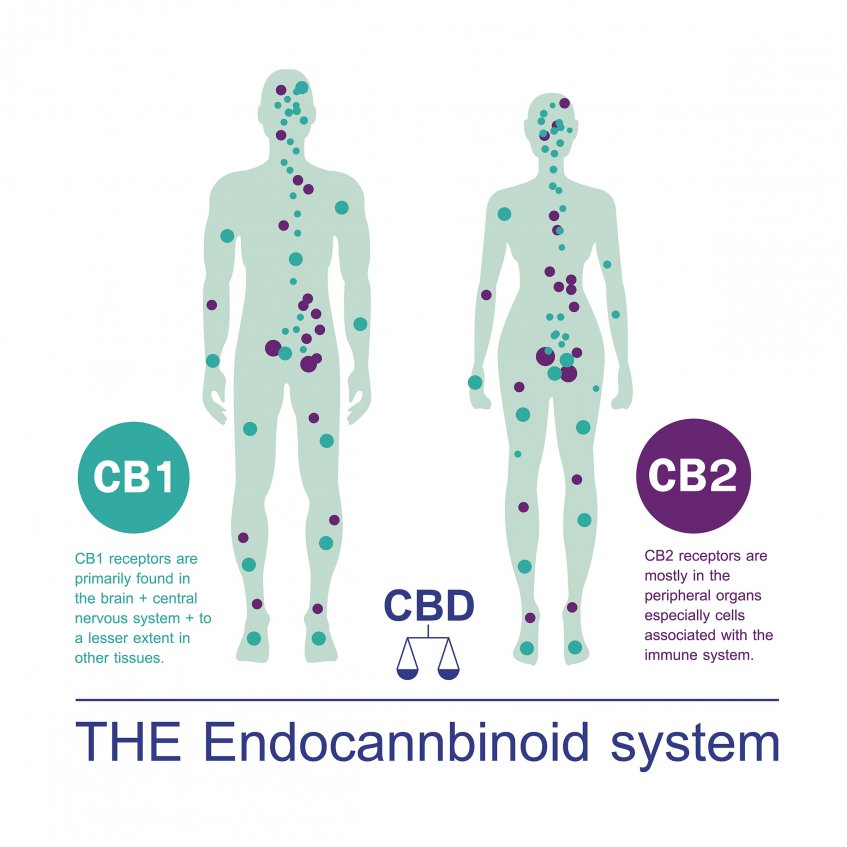 CB1
CB1 receptors are
primarily found in
the brain + central
nervous system + to
a lesser extent in
other tissues.
CB2
CB2 receptors are
mostly in the
peripheral organs
especially cells
associated with the
immune system.
CBD
THE Endocannbinoid system